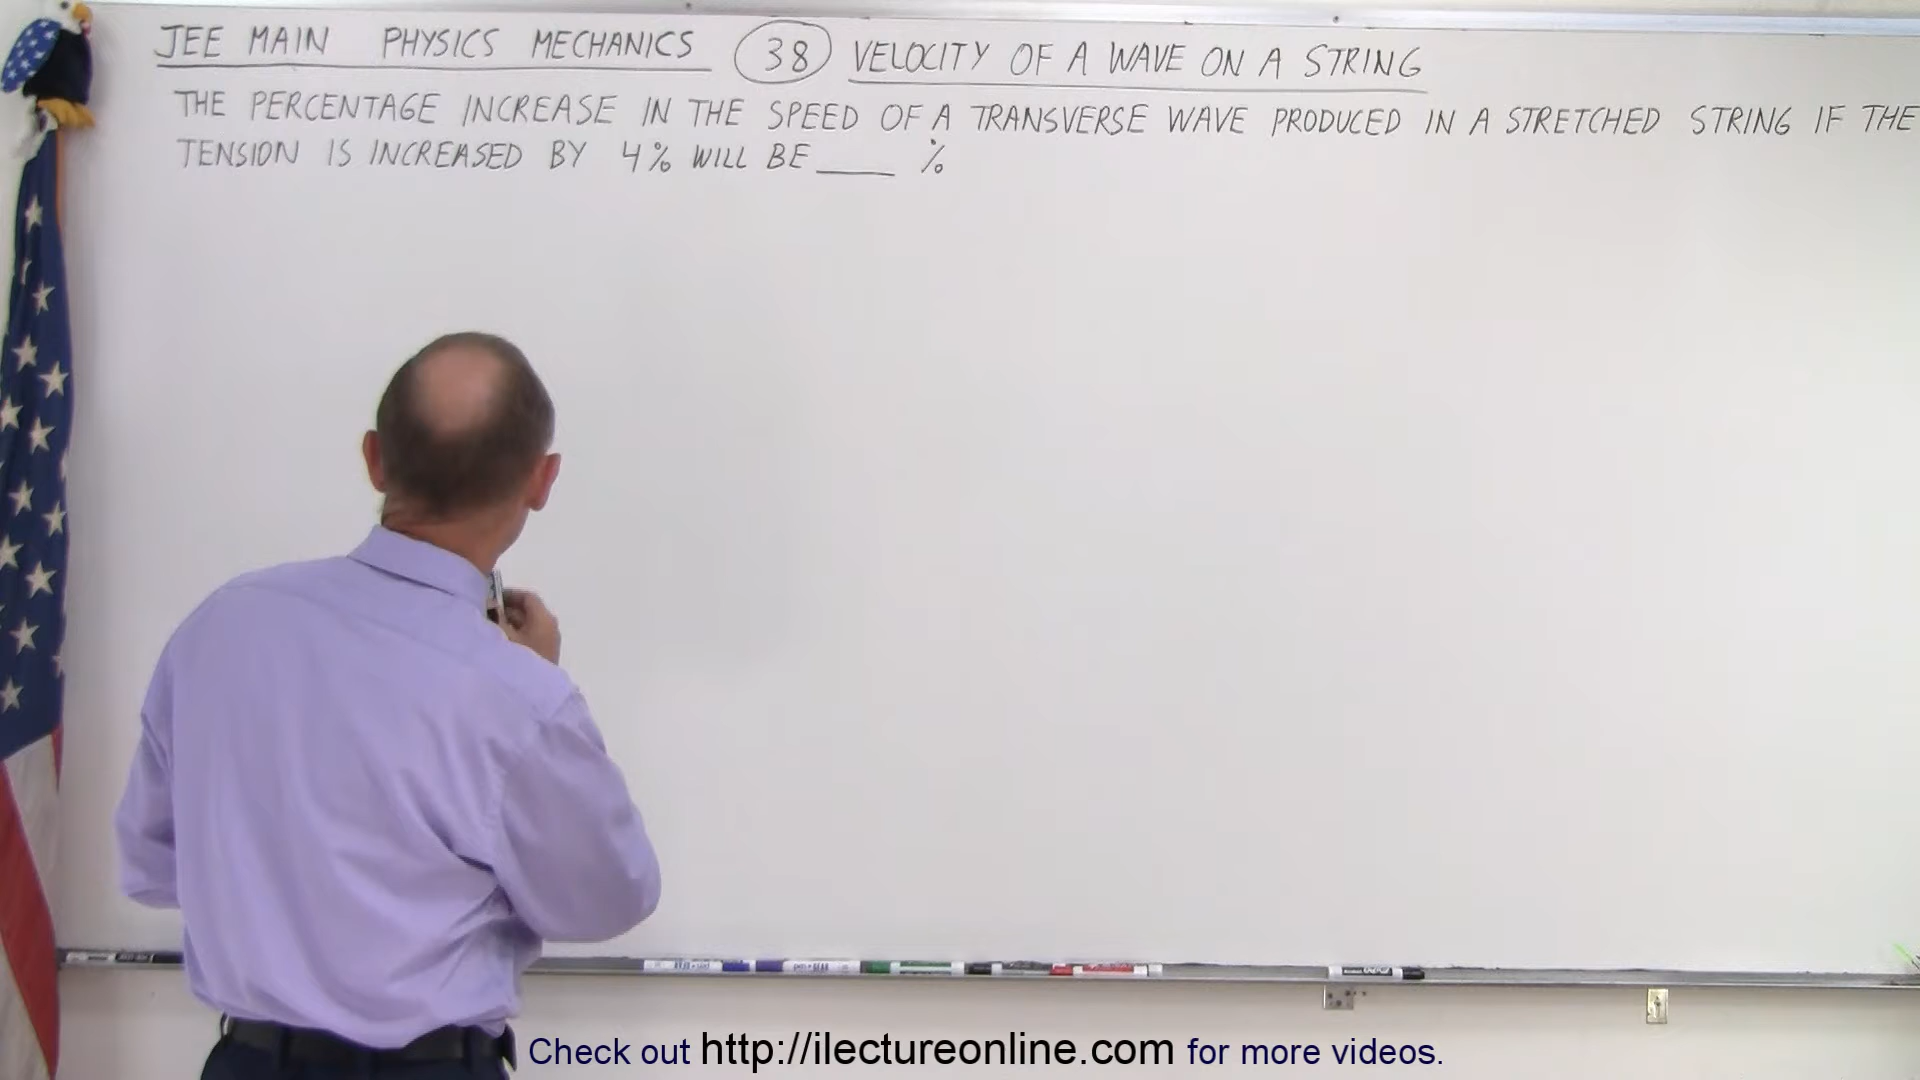 JEE MAIN PHYSICS MECHANICS 38 VELOCITY OF A WAVE ON A STRING
THE PERCENTAGE INCREASE IN THE SPEED OF A TRANSVERSE WAVE PRODUCED IN A STRETCHED STRING IF THE
TENSION IS INCREASED BY 4% WILL BE ____ %
Check out http://ilectureonline.com for more videos.